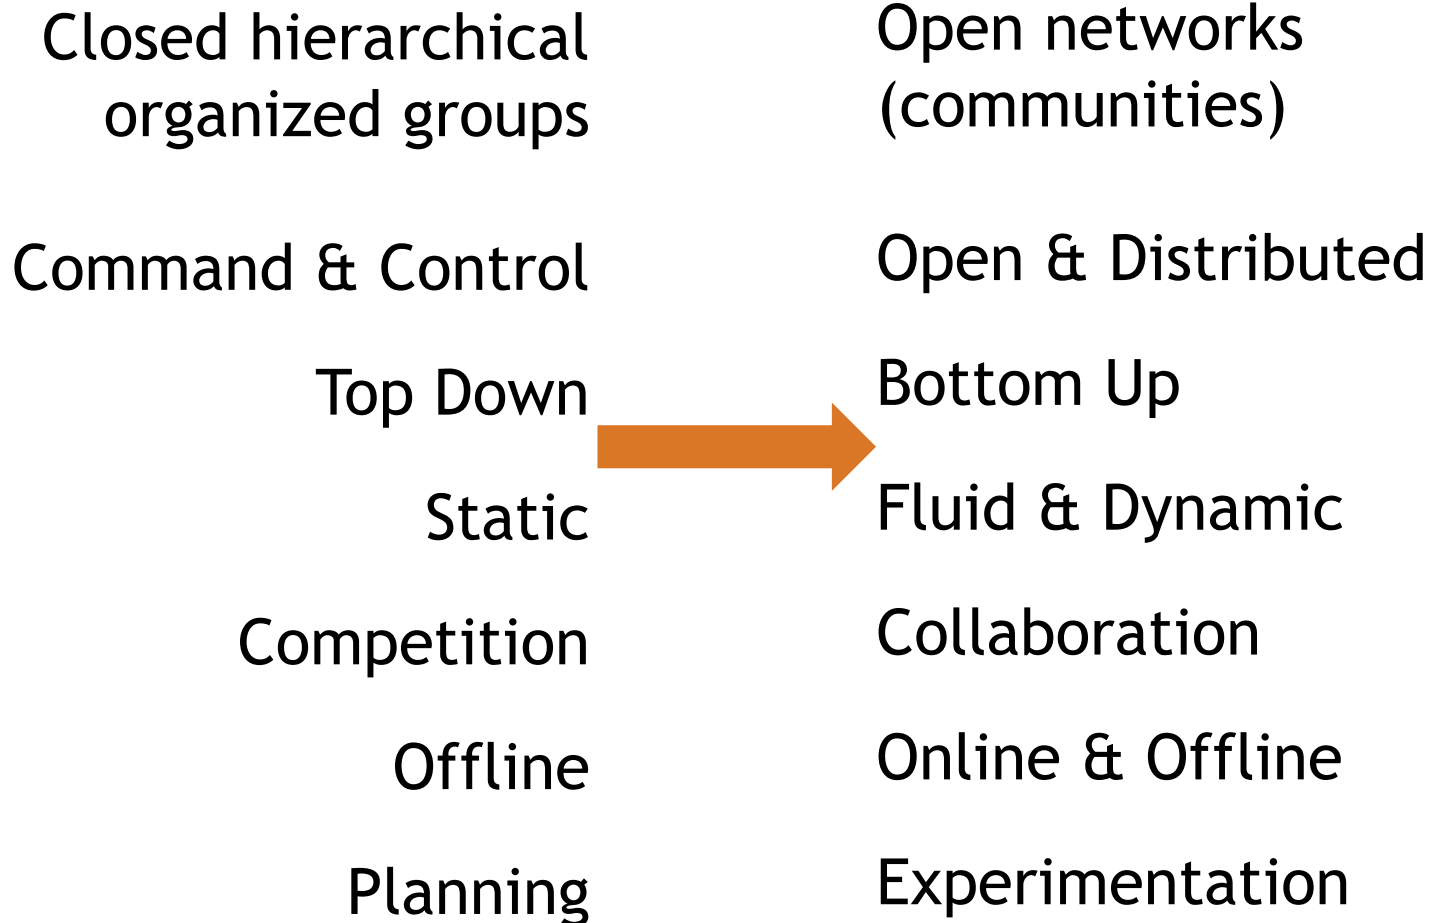 Closed hierarchical
organized groups
Open networks
(communities)
Command & Control
Open & Distributed
Top Down
Bottom Up
Static
Fluid & Dynamic
Competition
Collaboration
Offline
Online & Offline
Planning
Experimentation